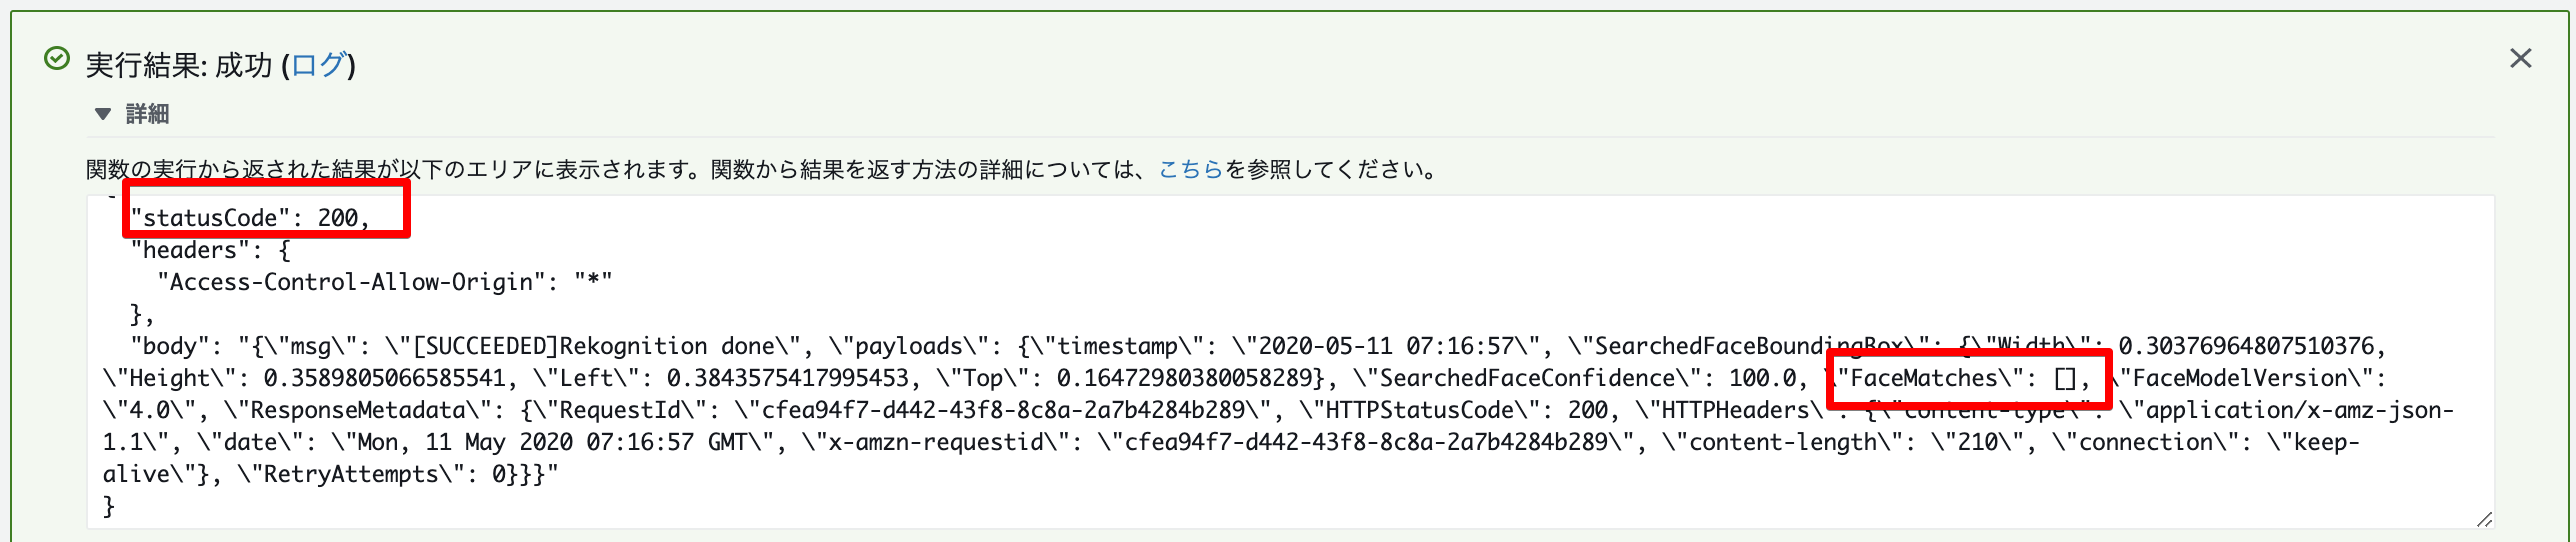 実行結果: 成功 (ログ)
詳細
関数の実行から返された結果が以下のエリアに表示されます。関数から結果を返す方法の詳細については、こちらを参照してください。
{
"statusCode": 200,
"headers": {
"Access-Control-Allow-Origin": "*"
},
"body": "{\"msg\": \"[SUCCEEDED]Rekognition done\", \"payloads\": {\"timestamp\": \"2020-05-11 07:16:57\", \"SearchedFaceBoundingBox\": {\"Width\": 0.30376964807510376,
\"Height\": 0.3589805066585541, \"Left\": 0.3843575417995453, \"Top\": 0.16472980380058289}, \"SearchedFaceConfidence\": 100.0, \"FaceMatches\": [], \"FaceModelVersion\":
\"4.0\", \"ResponseMetadata\": {\"RequestId\": \"cfea94f7-d442-43f8-8c8a-2a7b4284b289\", \"HTTPStatusCode\": 200, \"HTTPHeaders\": {\"content-type\": \"application/x-amz-json-
1.1\", \"date\": \"Mon, 11 May 2020 07:16:57 GMT\", \"x-amzn-requestid\": \"cfea94f7-d442-43f8-8c8a-2a7b4284b289\", \"content-length\": \"210\", \"connection\": \"keep-
alive\"}, \"RetryAttempts\": 0}}}"
}